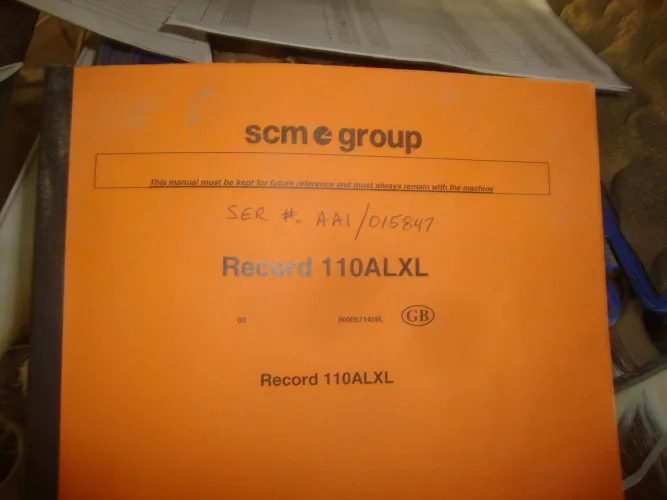 scm group
This manual must be kept for future reference and must always remain with the machine
SER #. AA1/015847
Record 110ALXL
00 GB
Record 110ALXL